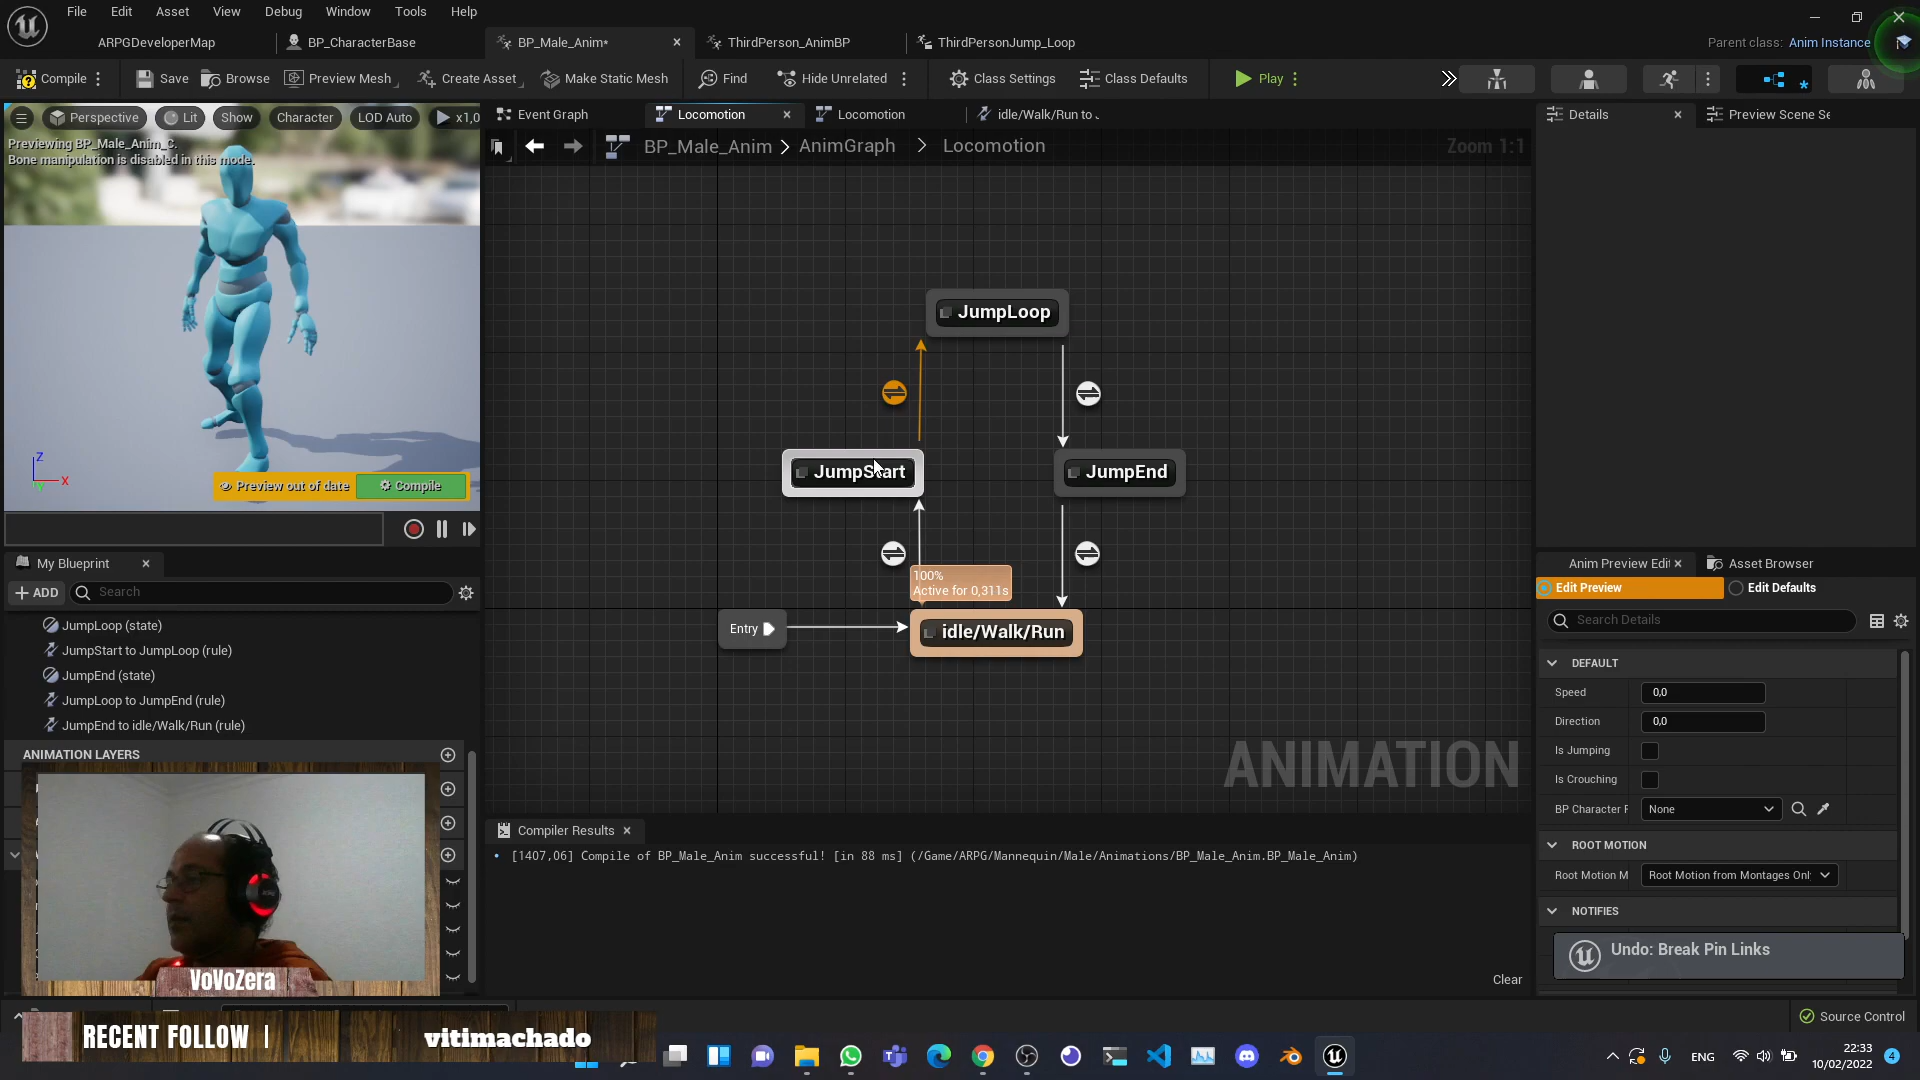 File Edit Asset View Debug Window Tools Help
ARPGDeveloperMap
BP_CharacterBase
BP_Male_Anim*
ThirdPerson_AnimBP
ThirdPersonJump_Loop
Parent class: Anim Instance
Compile
Save
Browse
Preview Mesh
Create Asset
Make Static Mesh
Find
Hide Unrelated
Class Settings
Class Defaults
Play
Perspective
Lit
Show
Character
LOD Auto
x1,0
Previewing BP_Male_Anim_C.
Bone manipulation is disabled in this mode.
Z
X
Y
Preview out of date
Compile
Event Graph
Locomotion
Locomotion
idle/Walk/Run to
BP_Male_Anim > AnimGraph > Locomotion
Zoom 1:1
JumpLoop
JumpStart
JumpEnd
100%
Active for 0,311s
Entry
idle/Walk/Run
ANIMATION
My Blueprint
ADD
Search
JumpLoop (state)
JumpStart to JumpLoop (rule)
JumpEnd (state)
JumpLoop to JumpEnd (rule)
JumpEnd to idle/Walk/Run (rule)
ANIMATION LAYERS
Compiler Results
[1407,06] Compile of BP_Male_Anim successful! [in 88 ms] (/Game/ARPG/Mannequin/Male/Animations/BP_Male_Anim.BP_Male_Anim)
Clear
Details
Preview Scene Se
Anim Preview Edit
Asset Browser
Edit Preview
Edit Defaults
Search Details
DEFAULT
Speed 0,0
Direction 0,0
Is Jumping
Is Crouching
BP Character F None
ROOT MOTION
Root Motion M Root Motion from Montages Onl
NOTIFIES
Undo: Break Pin Links
Source Control
VoVoZera
RECENT FOLLOW |
vitimachado
ENG
22:33
10/02/2022
4